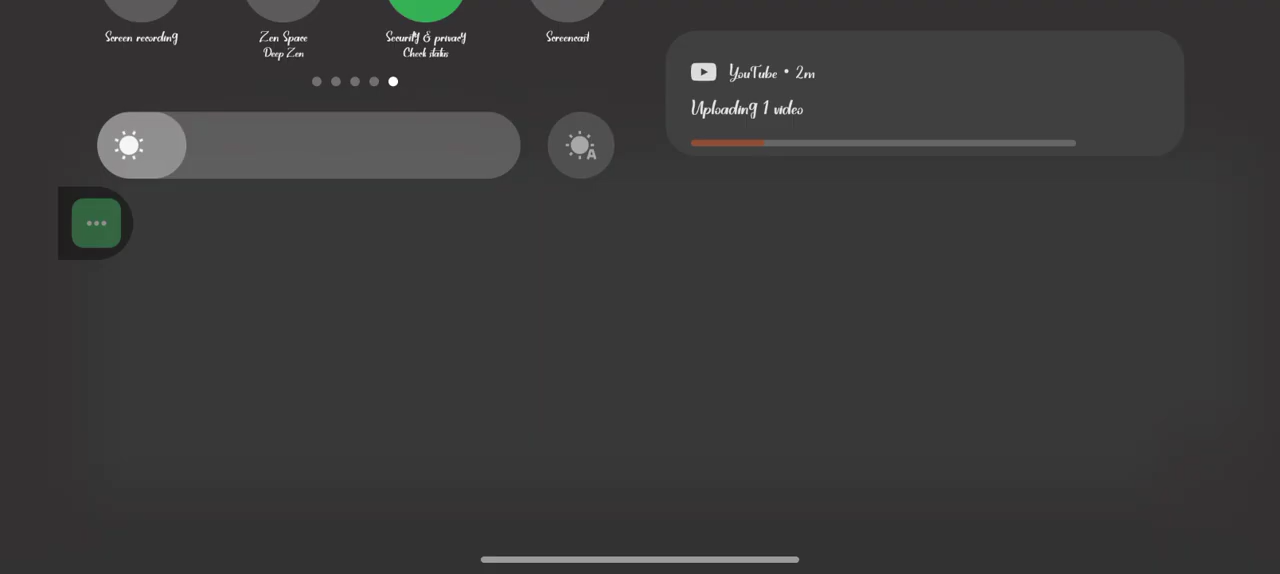 Screen recording
Zen Space
Deep Zen
Security & privacy
Check status
Screencast
A
YouTube • 2m
Uploading 1 video